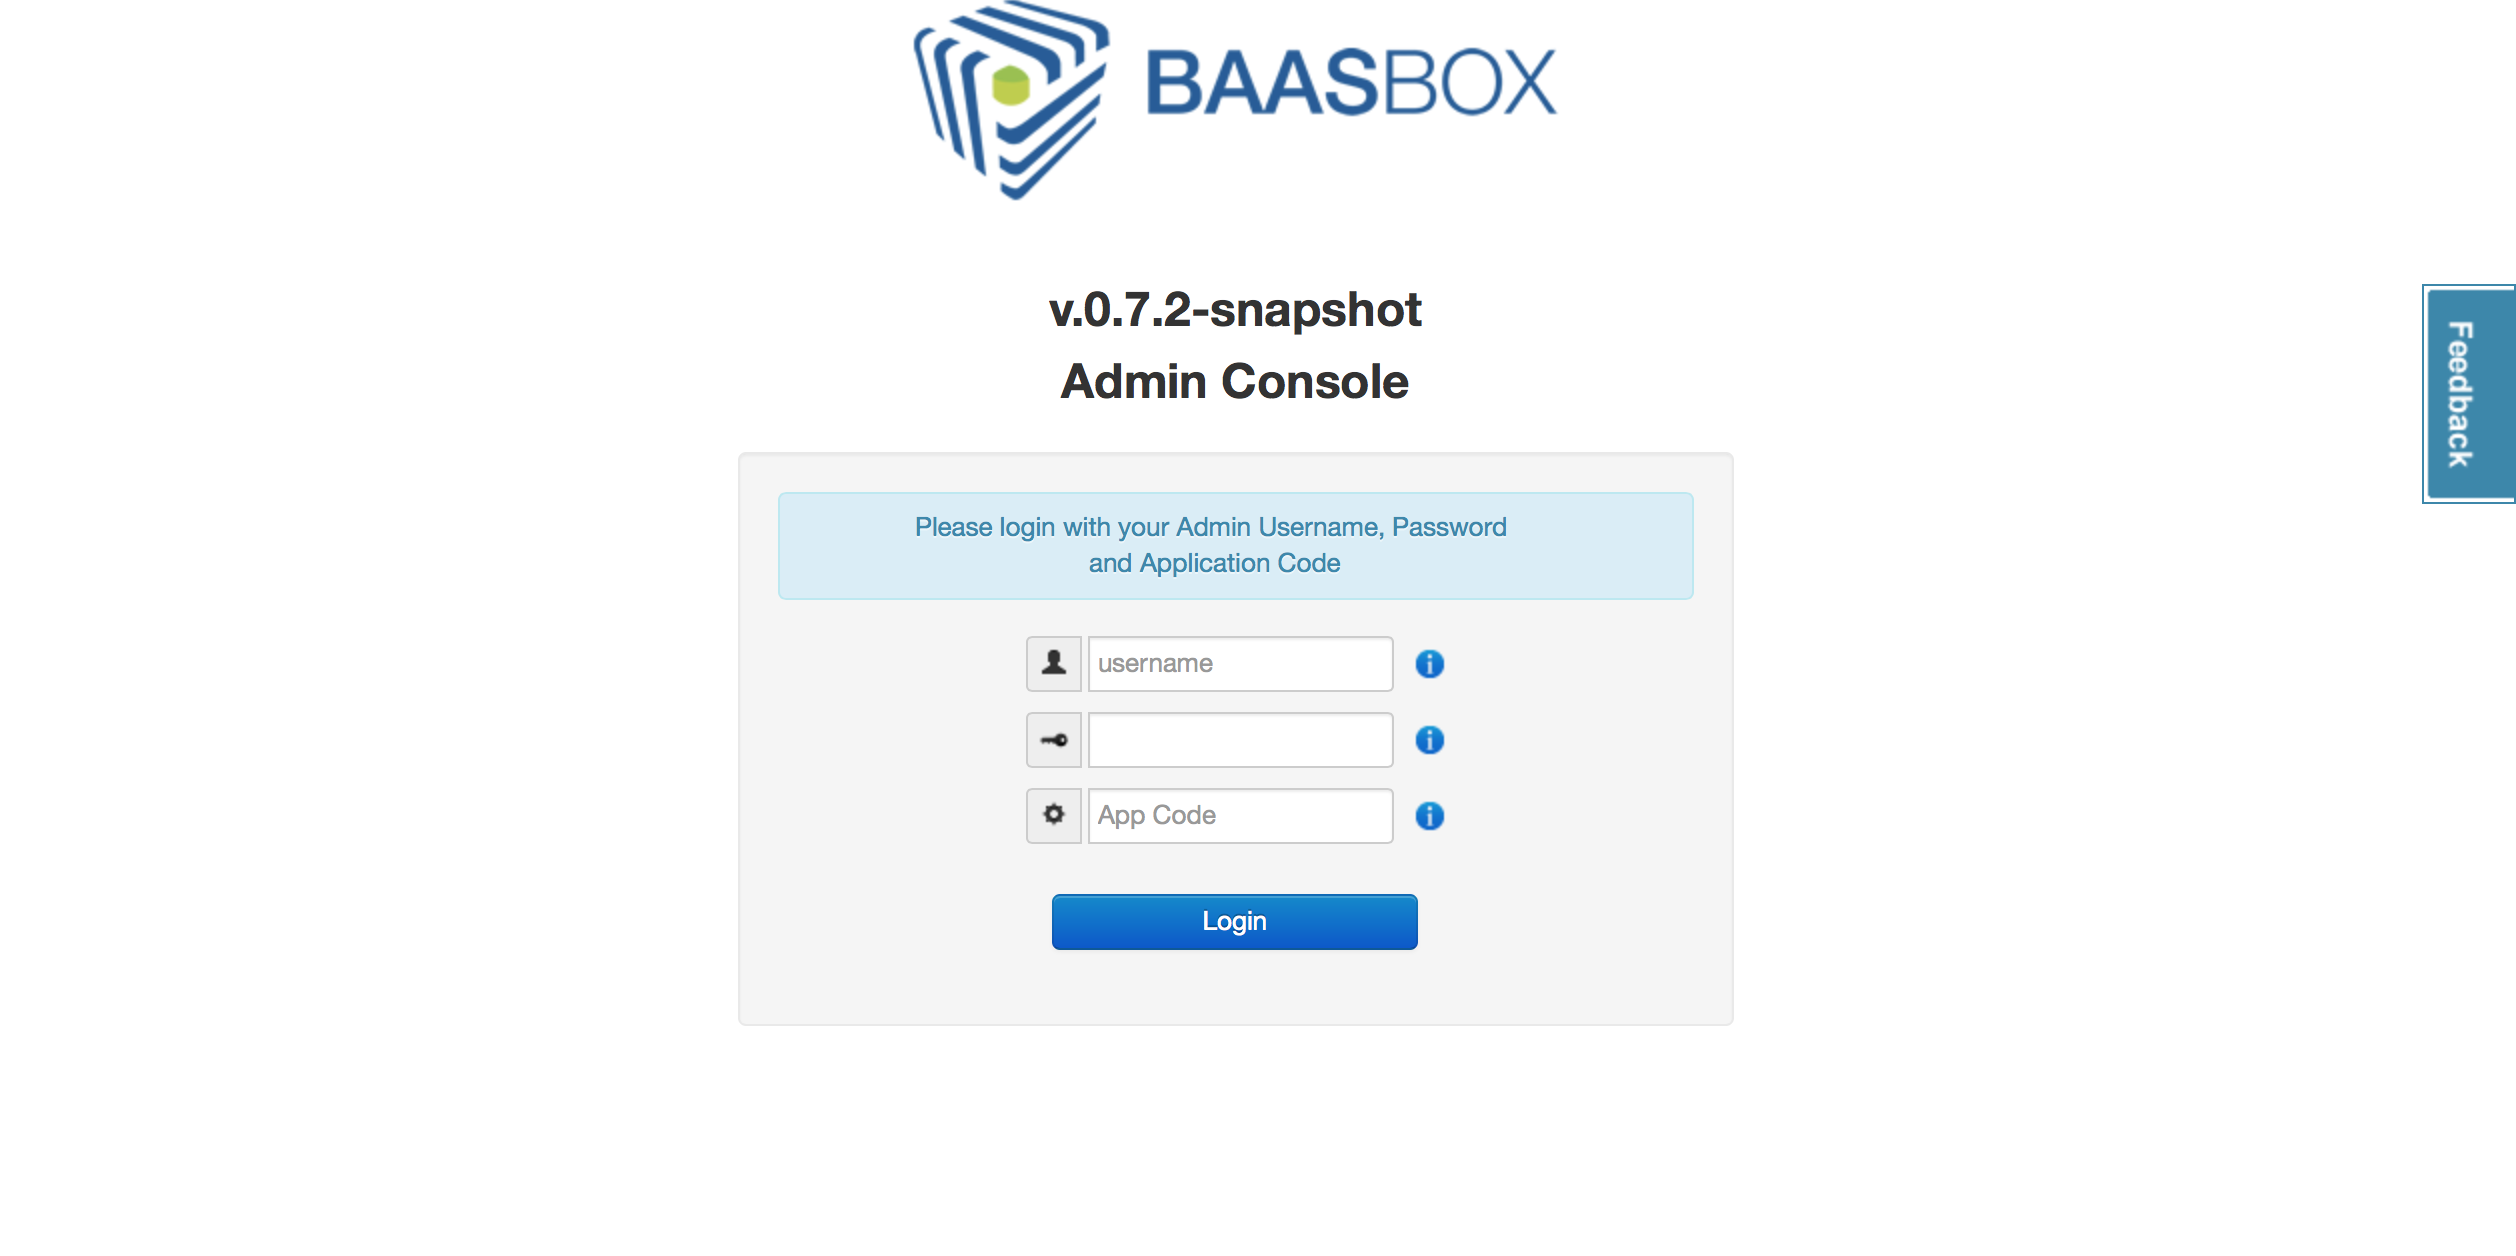 BAASBOX
v.0.7.2-snapshot
Admin Console
Feedback
Please login with your Admin Username, Password
and Application Code
username
App Code
Login